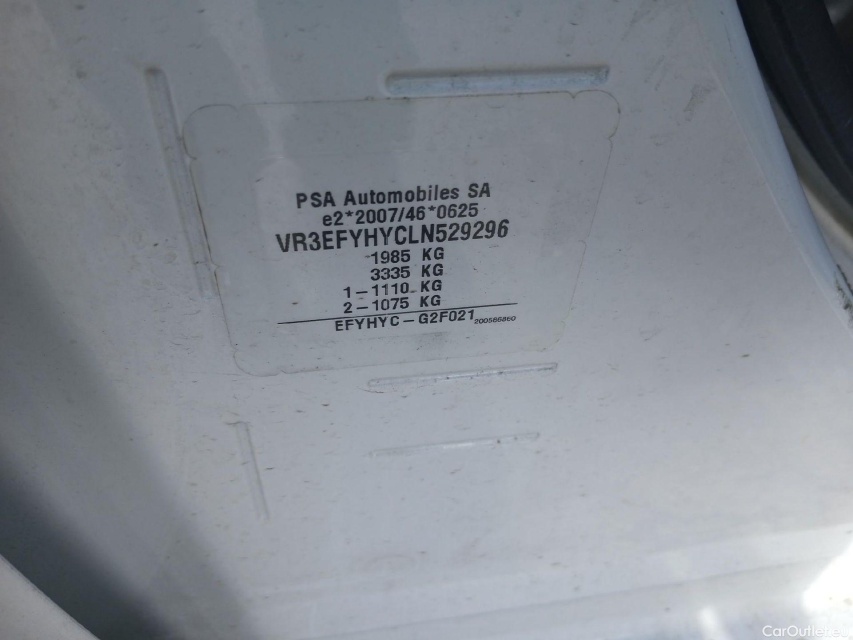 PSA Automobiles SA
e2*2007/46*0625
VR3EFYHYCLN529296
1985 KG
3335 KG
1-1110 KG
2-1075 KG
EFYHYC-G2F021 200586860